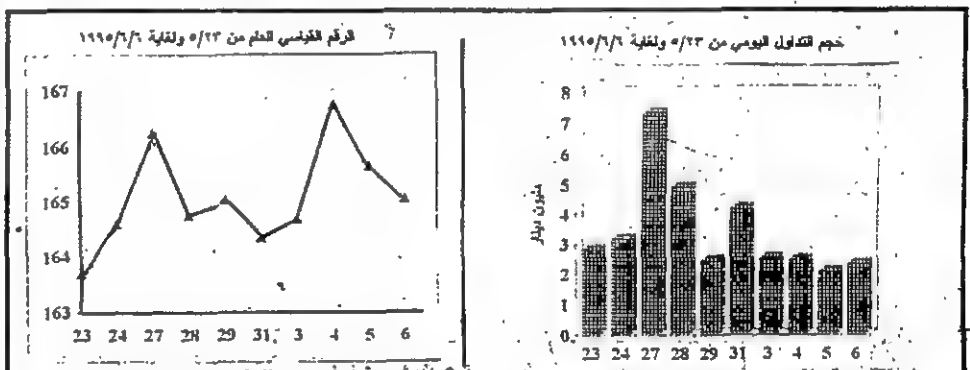 حجم التداول اليومي من ٥/٢٣ ولغاية ١٩٩٥/٦/٦
8
7
6
5
4
3
2
1
0
مليون دينار
23 24 27 28 29 31 3 4 5 6
الرقم القياسي العام من ٥/٢٣ ولغاية ١٩٩٥/٦/٦
167
166
165
164
163
23 24 27 28 29 31 3 4 5 6